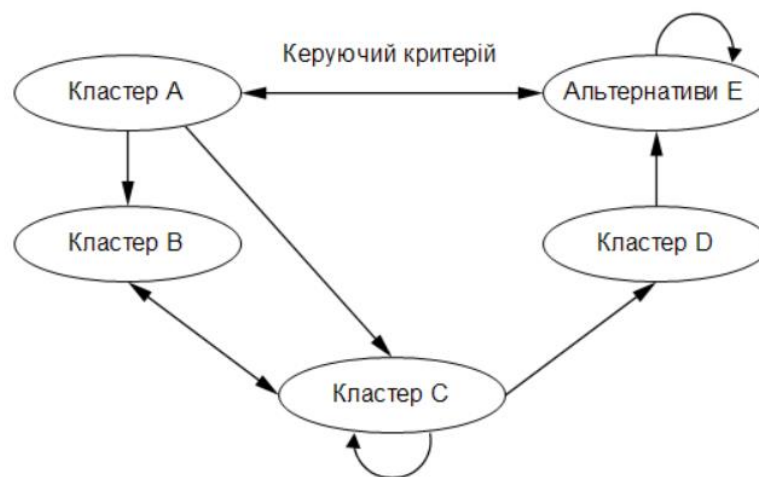 Керуючий критерій
Кластер A
Альтернативи E
Кластер B
Кластер D
Кластер C